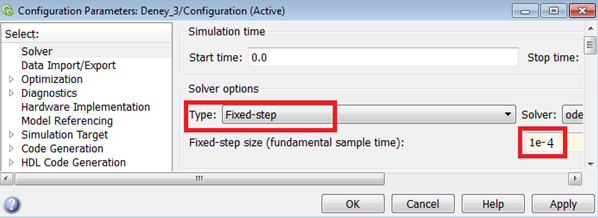 Configuration Parameters: Deney_3/Configuration (Active)
Select:
Solver
Data Import/Export
Optimization
Diagnostics
Hardware Implementation
Model Referencing
Simulation Target
Code Generation
HDL Code Generation
Simulation time
Start time: 0.0 Stop time:
Solver options
Type: Fixed-step Solver: ode
Fixed-step size (fundamental sample time): 1e-4
OK Cancel Help Apply